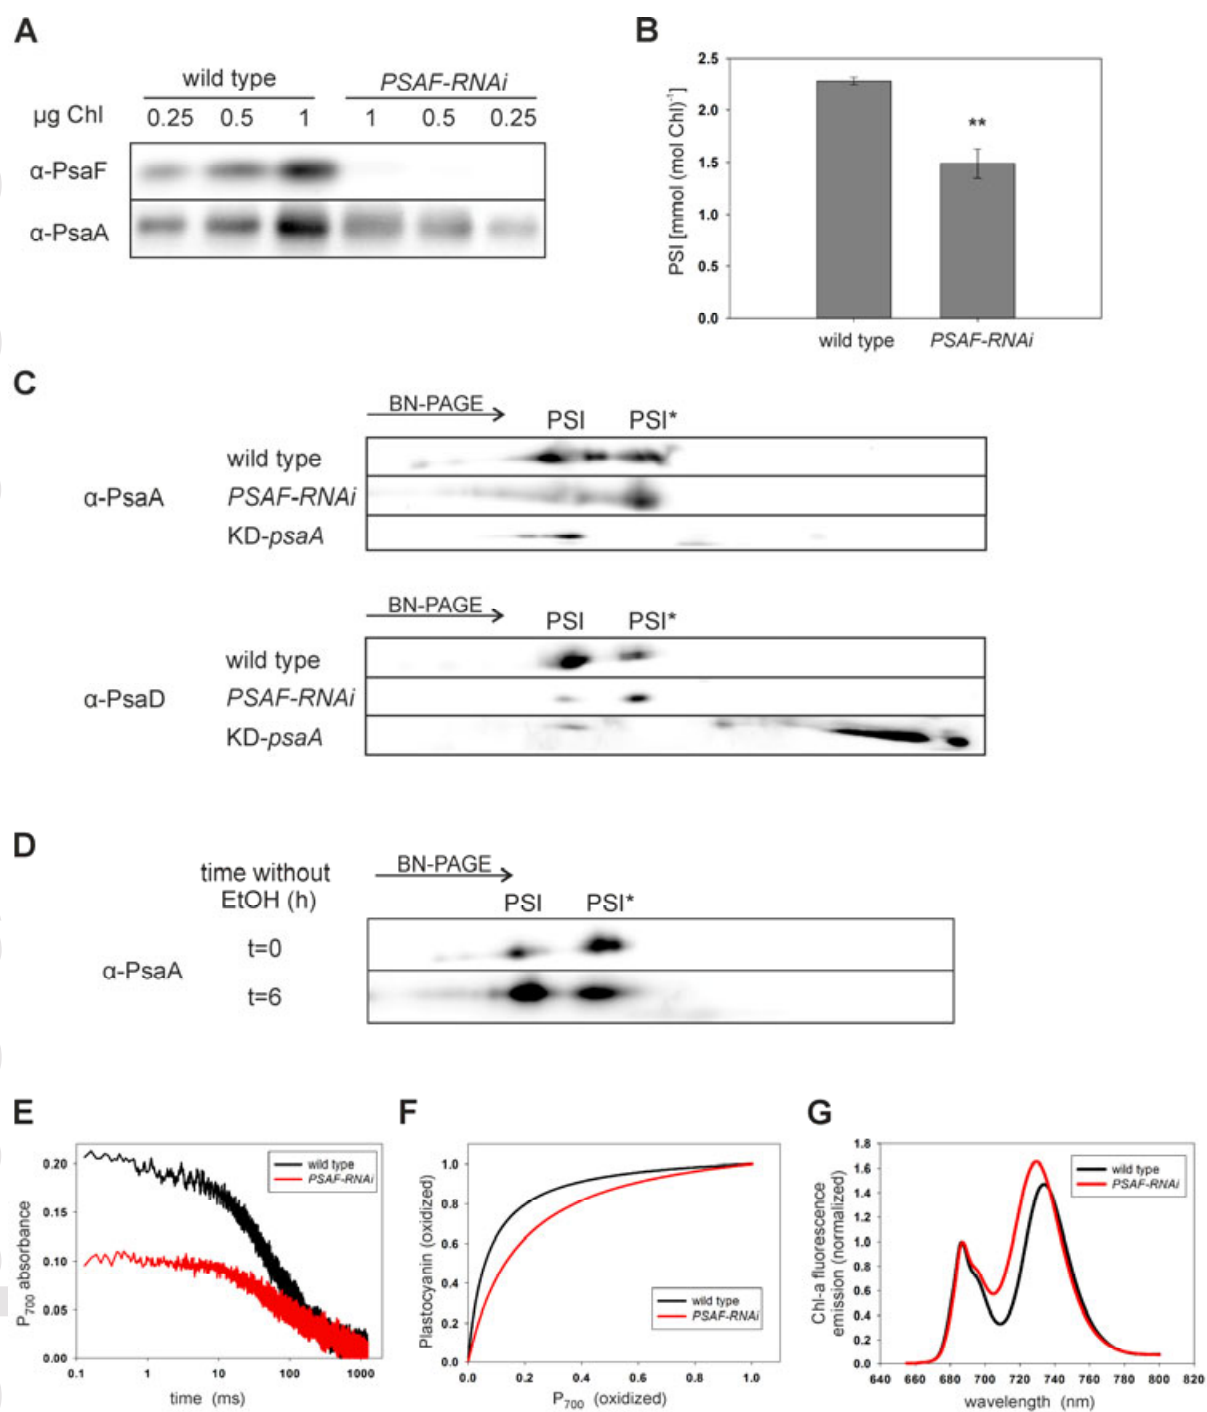 A
wild type PSAF-RNAi
µg Chl 0.25 0.5 1 1 0.5 0.25
α-PsaF
α-PsaA
B
PSI [mmol (mol Chl)⁻¹]
2.5
2.0
1.5
1.0
0.5
0.0
**
wild type PSAF-RNAi
C
BN-PAGE PSI PSI*
α-PsaA
wild type
PSAF-RNAi
KD-psaA
BN-PAGE PSI PSI*
α-PsaD
wild type
PSAF-RNAi
KD-psaA
D
time without
EtOH (h)
BN-PAGE
PSI PSI*
α-PsaA
t=0
t=6
E
P₇₀₀ absorbance
0.20
0.15
0.10
0.05
0.00
wild type
PSAF-RNAi
0.1 1 10 100 1000
time (ms)
F
Plastocyanin (oxidized)
1.0
0.8
0.6
0.4
0.2
0.0
wild type
PSAF-RNAi
0.0 0.2 0.4 0.6 0.8 1.0
P₇₀₀ (oxidized)
G
Chl-a fluorescence
emission (normalized)
1.8
1.6
1.4
1.2
1.0
0.8
0.6
0.4
0.2
0.0
wild type
PSAF-RNAi
640 660 680 700 720 740 760 780 800 820
wavelength (nm)